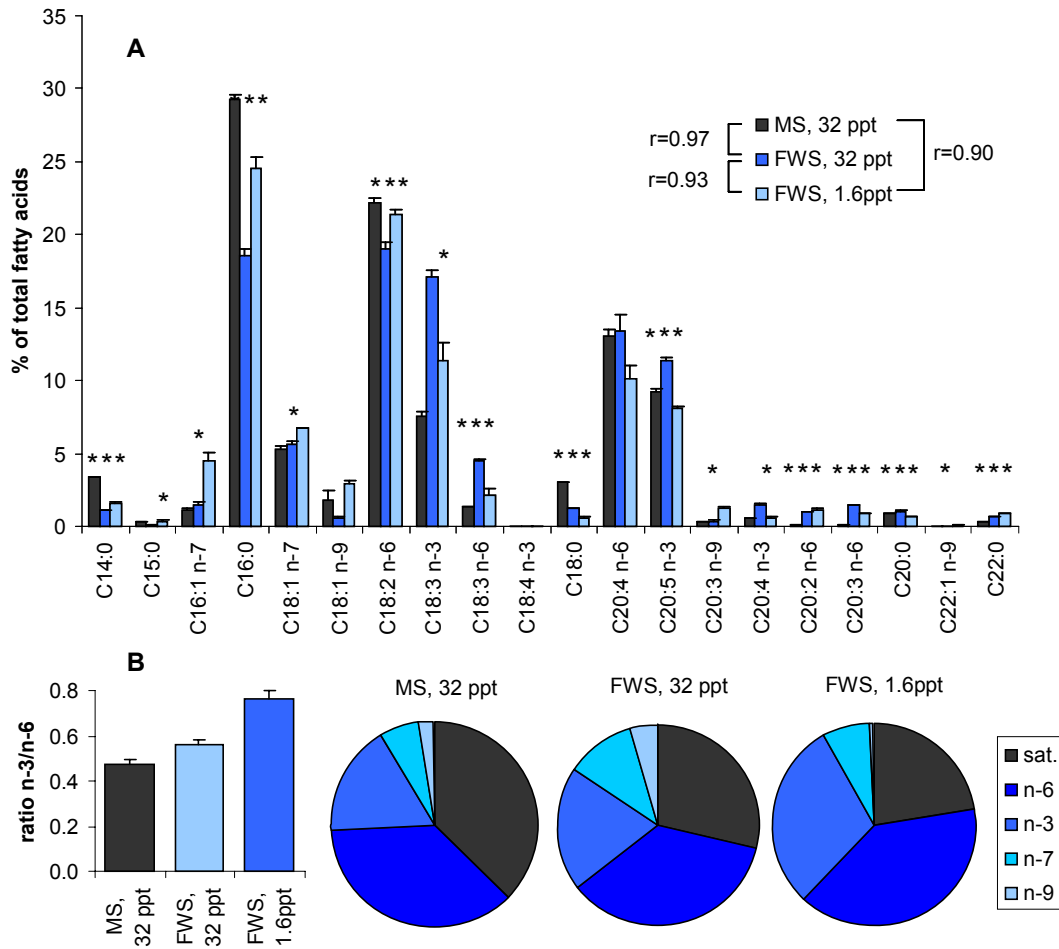 A
% of total fatty acids
35
30
25
20
15
10
5
0
MS, 32 ppt
FWS, 32 ppt
FWS, 1.6ppt
r=0.97
r=0.93
r=0.90
* * *
*
*
* *
*
* * * *
*
* * *
* * *
* * *
*
*
* * *
* * *
* * *
*
* * *
C14:0
C15:0
C16:1 n-7
C16:0
C18:1 n-7
C18:1 n-9
C18:2 n-6
C18:3 n-3
C18:3 n-6
C18:4 n-3
C18:0
C20:4 n-6
C20:5 n-3
C20:3 n-9
C20:4 n-3
C20:2 n-6
C20:3 n-6
C20:0
C22:1 n-9
C22:0
B
ratio n-3/n-6
0.8
0.6
0.4
0.2
0.0
MS,
32 ppt
FWS,
32 ppt
FWS,
1.6ppt
MS, 32 ppt
FWS, 32 ppt
FWS, 1.6ppt
sat.
n-6
n-3
n-7
n-9